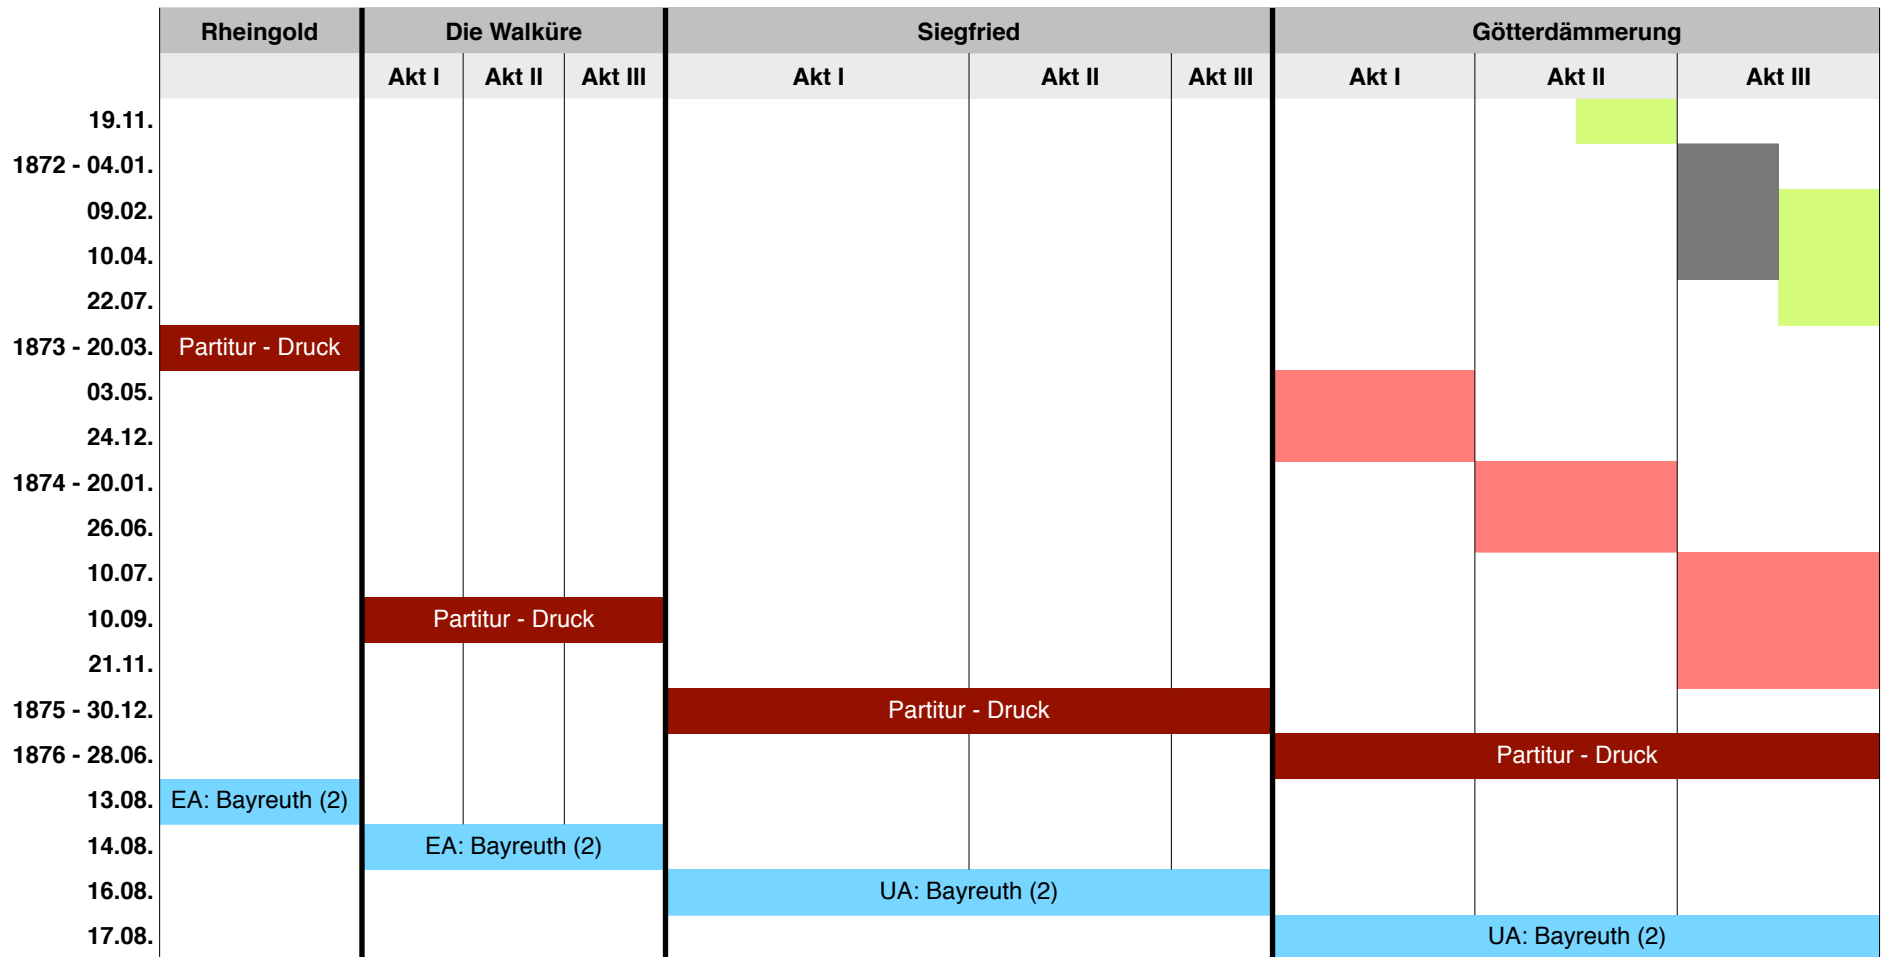 Rheingold Die Walküre Siegfried Götterdämmerung
Akt I Akt II Akt III Akt I Akt II Akt III Akt I Akt II Akt III
19.11.
1872 - 04.01.
09.02.
10.04.
22.07.
1873 - 20.03. Partitur - Druck
03.05.
24.12.
1874 - 20.01.
26.06.
10.07.
10.09. Partitur - Druck
21.11.
1875 - 30.12. Partitur - Druck
1876 - 28.06. Partitur - Druck
13.08. EA: Bayreuth (2)
14.08. EA: Bayreuth (2)
16.08. UA: Bayreuth (2)
17.08. UA: Bayreuth (2)